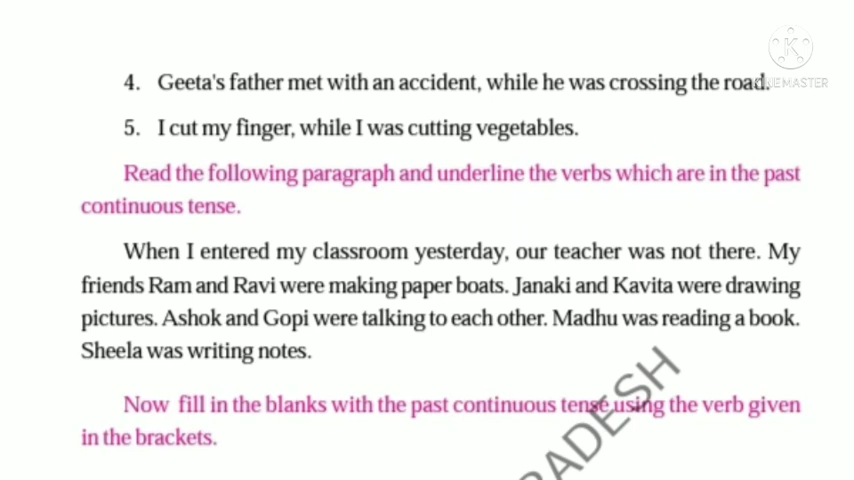 4. Geeta's father met with an accident, while he was crossing the road.
5. I cut my finger, while I was cutting vegetables.
Read the following paragraph and underline the verbs which are in the past
continuous tense.
When I entered my classroom yesterday, our teacher was not there. My
friends Ram and Ravi were making paper boats. Janaki and Kavita were drawing
pictures. Ashok and Gopi were talking to each other. Madhu was reading a book.
Sheela was writing notes.
Now fill in the blanks with the past continuous tense using the verb given
in the brackets.
RADESH